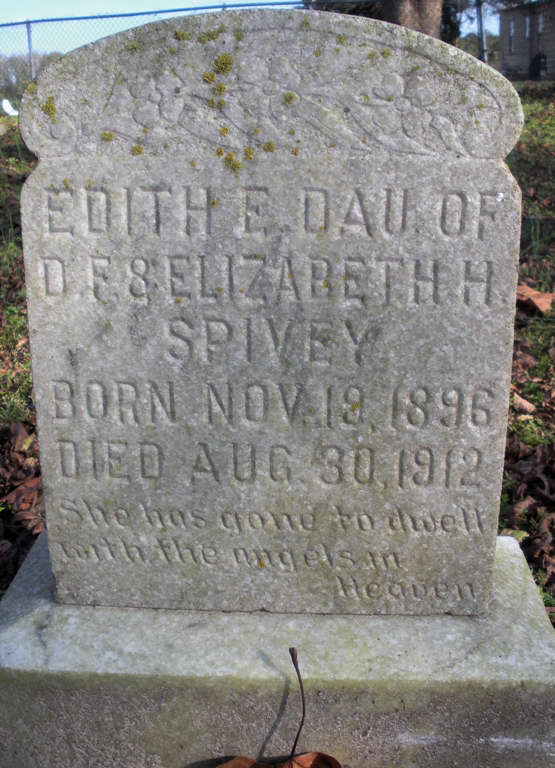 EDITH E. DAU. OF
D. F. & ELIZABETH H.
SPIVEY
BORN NOV. 19, 1896
DIED AUG. 30, 1912
She has gone to dwell
with the angels in
Heaven